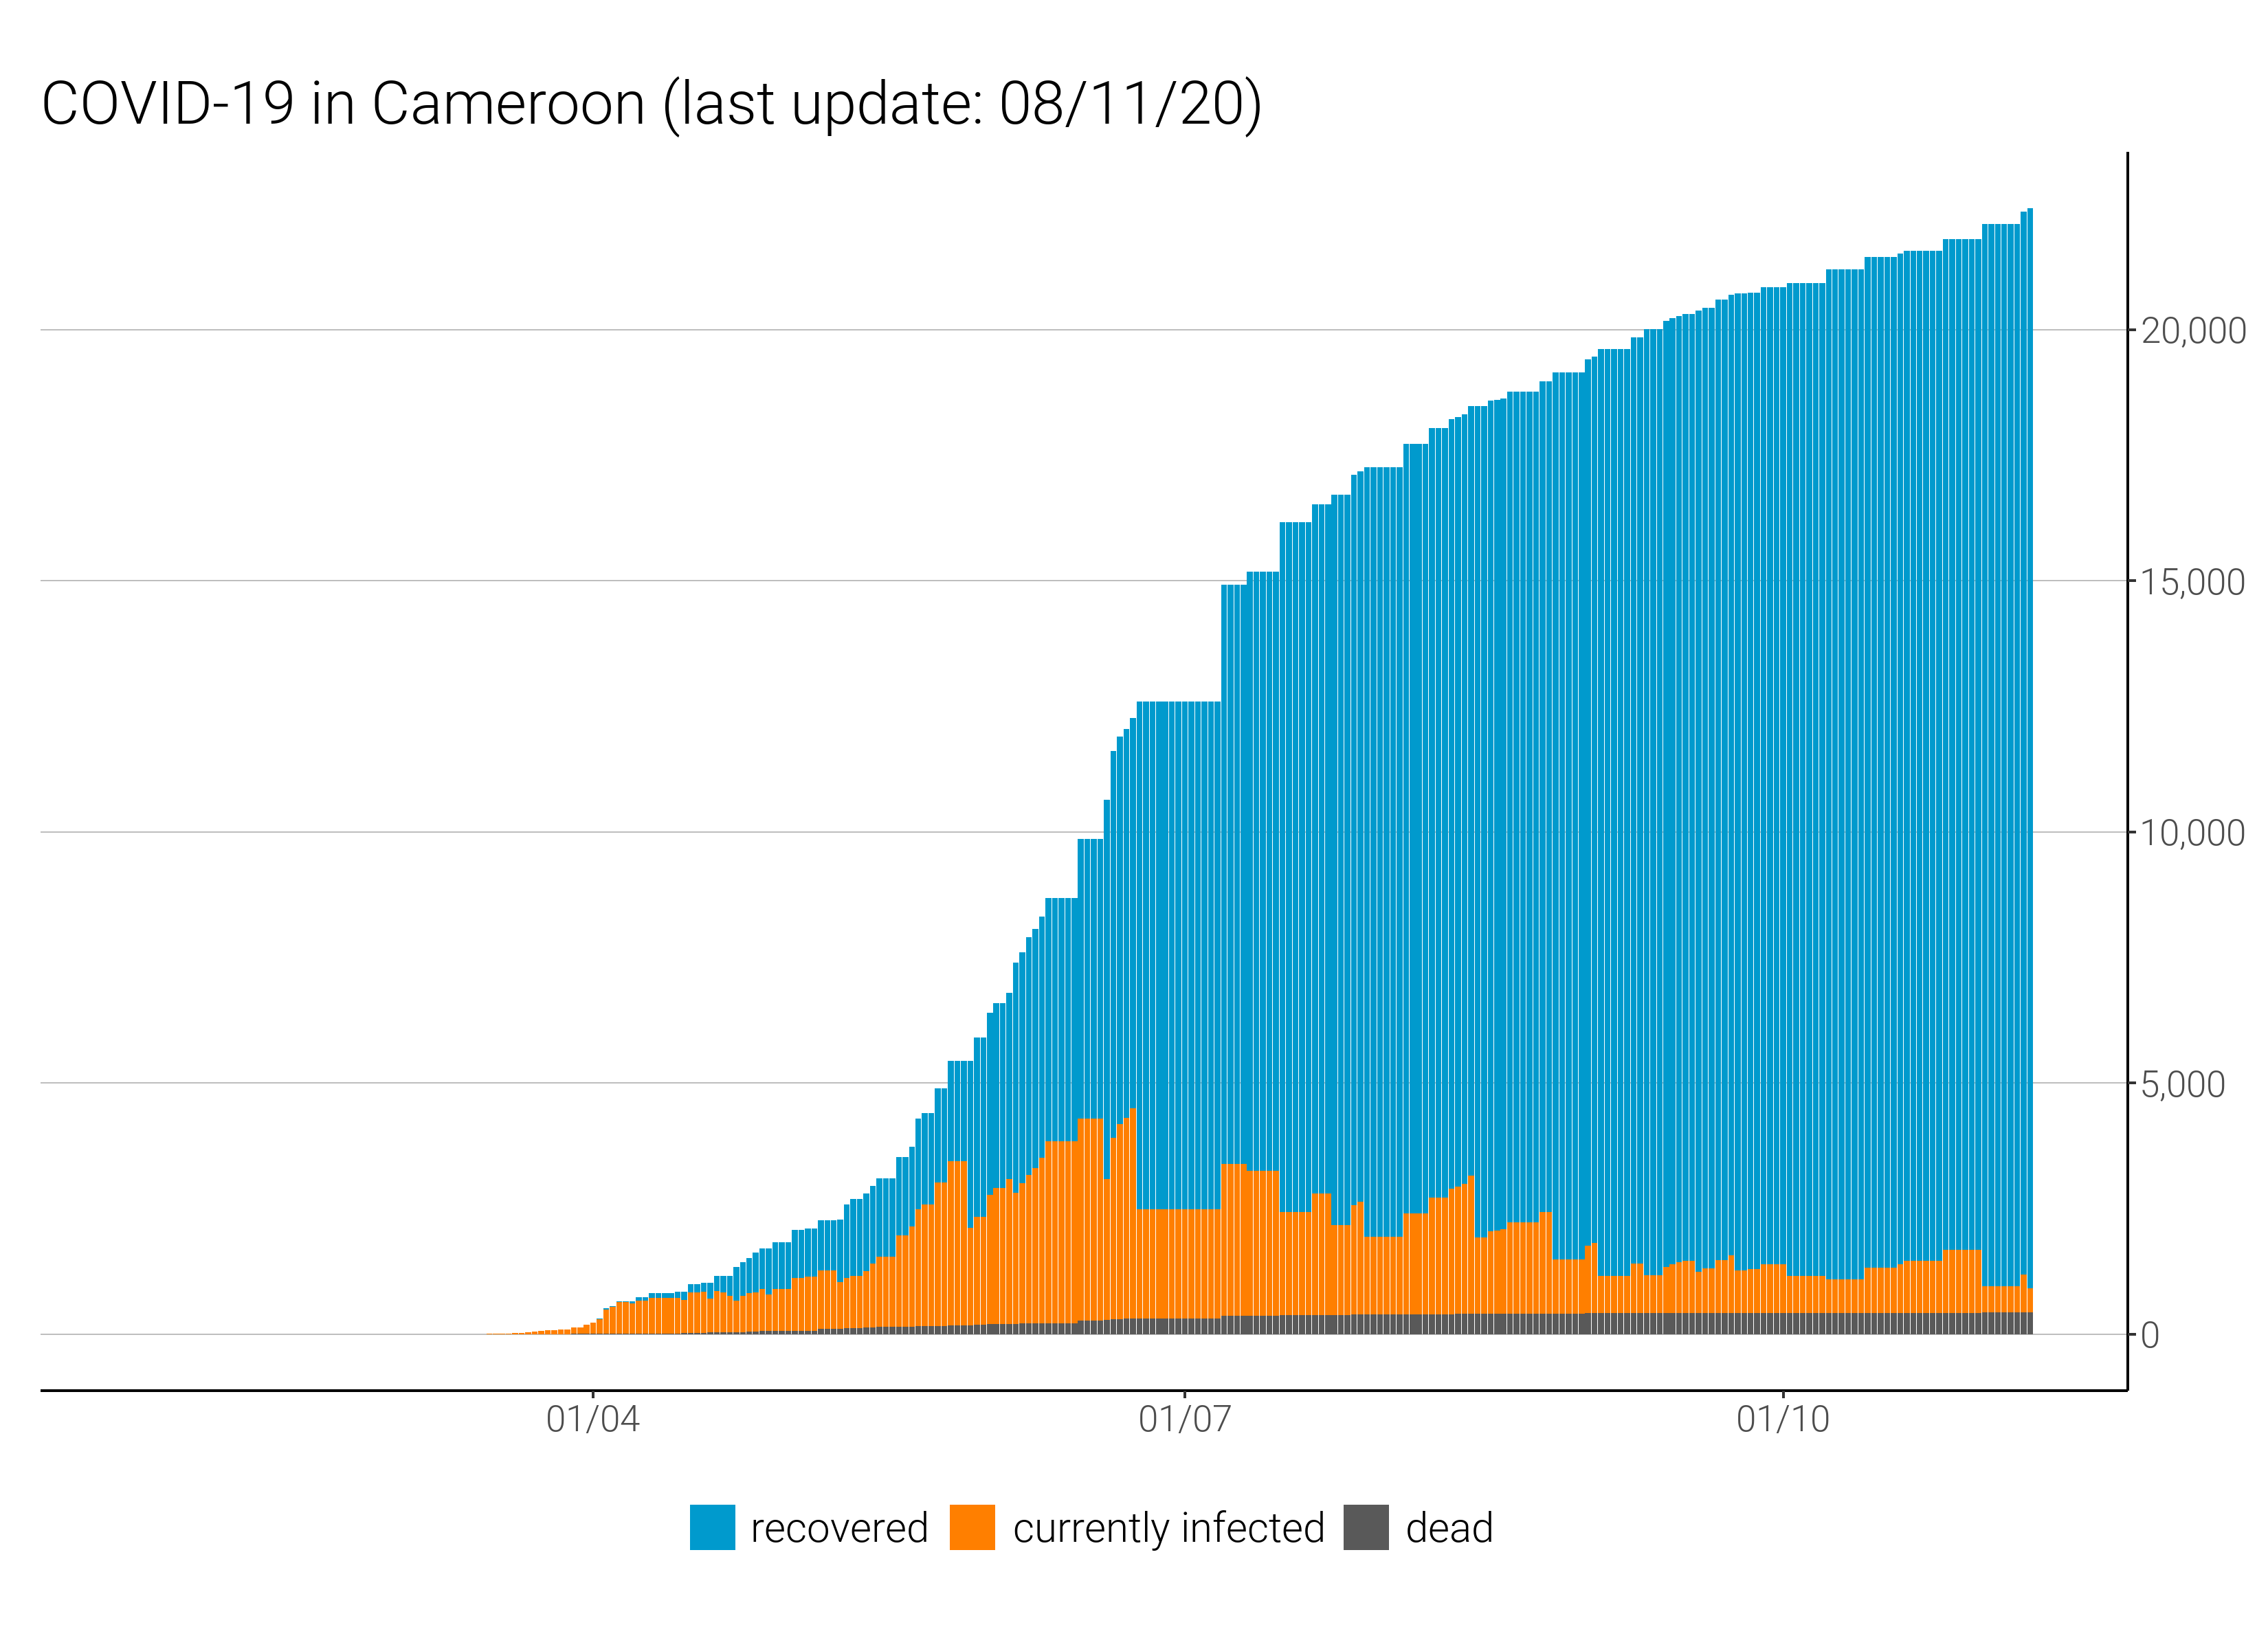 COVID-19 in Cameroon (last update: 08/11/20)
20,000
15,000
10,000
5,000
0
01/04 01/07 01/10
recovered currently infected dead